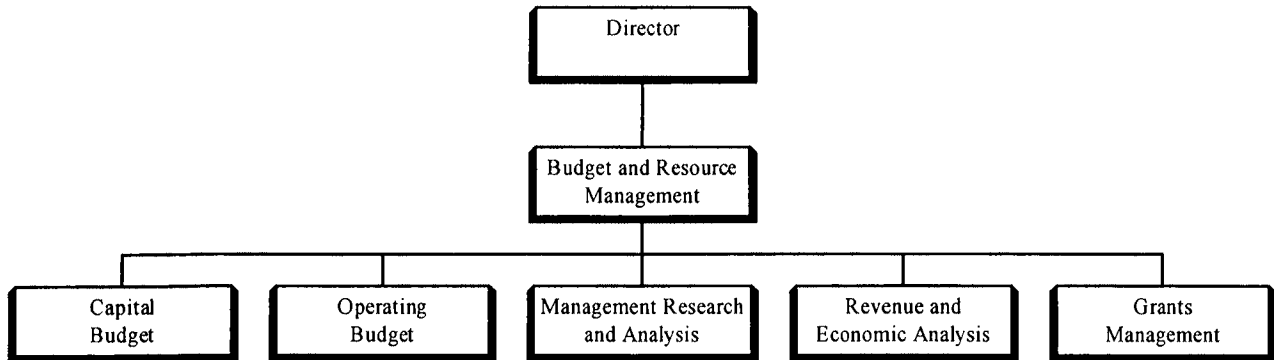 Director
Budget and Resource
Management
Capital
Budget
Operating
Budget
Management Research
and Analysis
Revenue and
Economic Analysis
Grants
Management